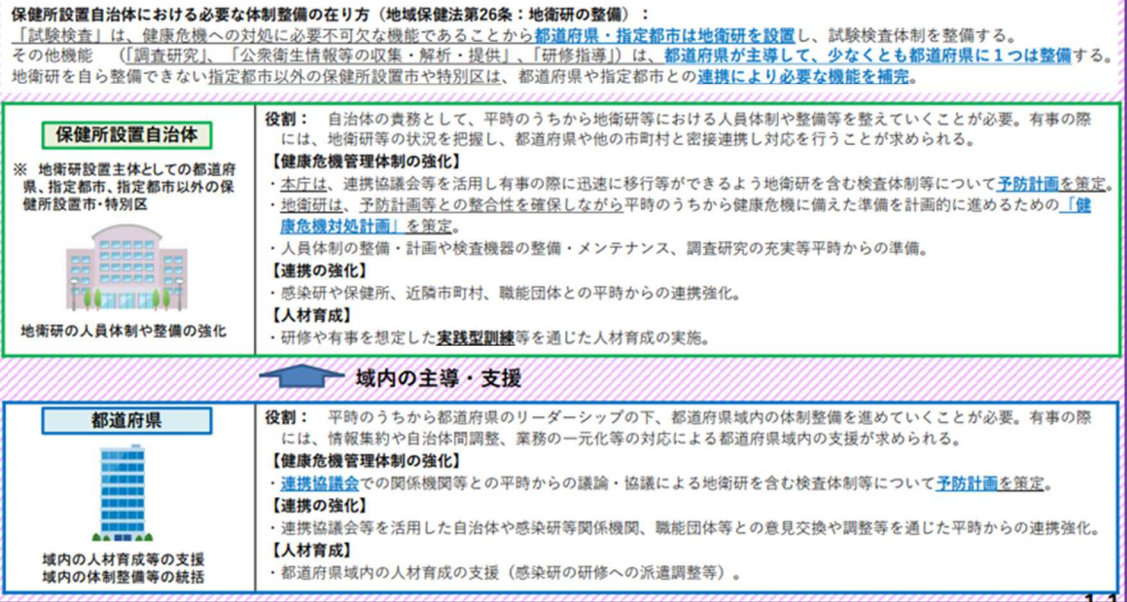 保健所設置自治体における必要な体制整備の在り方（地域保健法第26条：地衛研の整備）：
「試験検査」は、健康危機への対処に必要不可欠な機能であることから都道府県・指定都市は地衛研を設置し、試験検査体制を整備する。
その他機能　（「調査研究」、「公衆衛生情報等の収集・解析・提供」、「研修指導」）は、都道府県が主導して、少なくとも都道府県に１つは整備する。
地衛研を自ら整備できない指定都市以外の保健所設置市や特別区は、都道府県や指定都市との連携により必要な機能を補完。
保健所設置自治体
※　地衛研設置主体としての都道府
県、指定都市、指定都市以外の保
健所設置市・特別区
地衛研の人員体制や整備の強化
役割：　自治体の責務として、平時のうちから地衛研等における人員体制や整備等を整えていくことが必要。有事の際
には、地衛研等の状況を把握し、都道府県や他の市町村と密接連携し対応を行うことが求められる。
【健康危機管理体制の強化】
・本庁は、連携協議会等を活用し有事の際に迅速に移行等ができるよう地衛研を含む検査体制等について予防計画を策定。
・地衛研は、予防計画等との整合性を確保しながら平時のうちから健康危機に備えた準備を計画的に進めるための「健
康危機対処計画」を策定。
・人員体制の整備・計画や検査機器の整備・メンテナンス、調査研究の充実等平時からの準備。
【連携の強化】
・感染研や保健所、近隣市町村、職能団体との平時からの連携強化。
【人材育成】
・研修や有事を想定した実践型訓練等を通じた人材育成の実施。
域内の主導・支援
都道府県
域内の人材育成等の支援
域内の体制整備等の統括
役割：　平時のうちから都道府県のリーダーシップの下、都道府県域内の体制整備を進めていくことが必要。有事の際
には、情報集約や自治体間調整、業務の一元化等の対応による都道府県域内の支援が求められる。
【健康危機管理体制の強化】
・連携協議会での関係機関等との平時からの議論・協議による地衛研を含む検査体制等について予防計画を策定。
【連携の強化】
・連携協議会等を活用した自治体や感染研等関係機関、職能団体等との意見交換や調整等を通じた平時からの連携強化。
【人材育成】
・都道府県域内の人材育成の支援（感染研の研修への派遣調整等）。